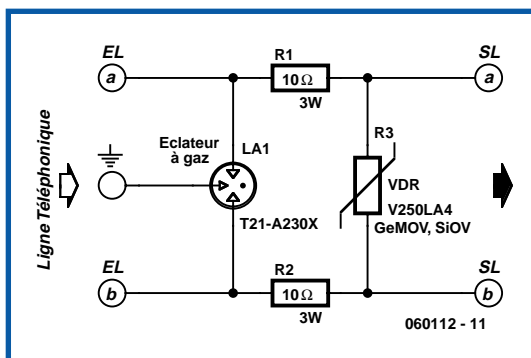 EL
R1
SL
a
10Ω
a
3W
Ligne Téléphonique
Eclateur
à gaz
LA1
R3
VDR
V250LA4
GeMOV, SiOV
T21-A230X
EL
R2
SL
b
10Ω
b
3W
060112 - 11